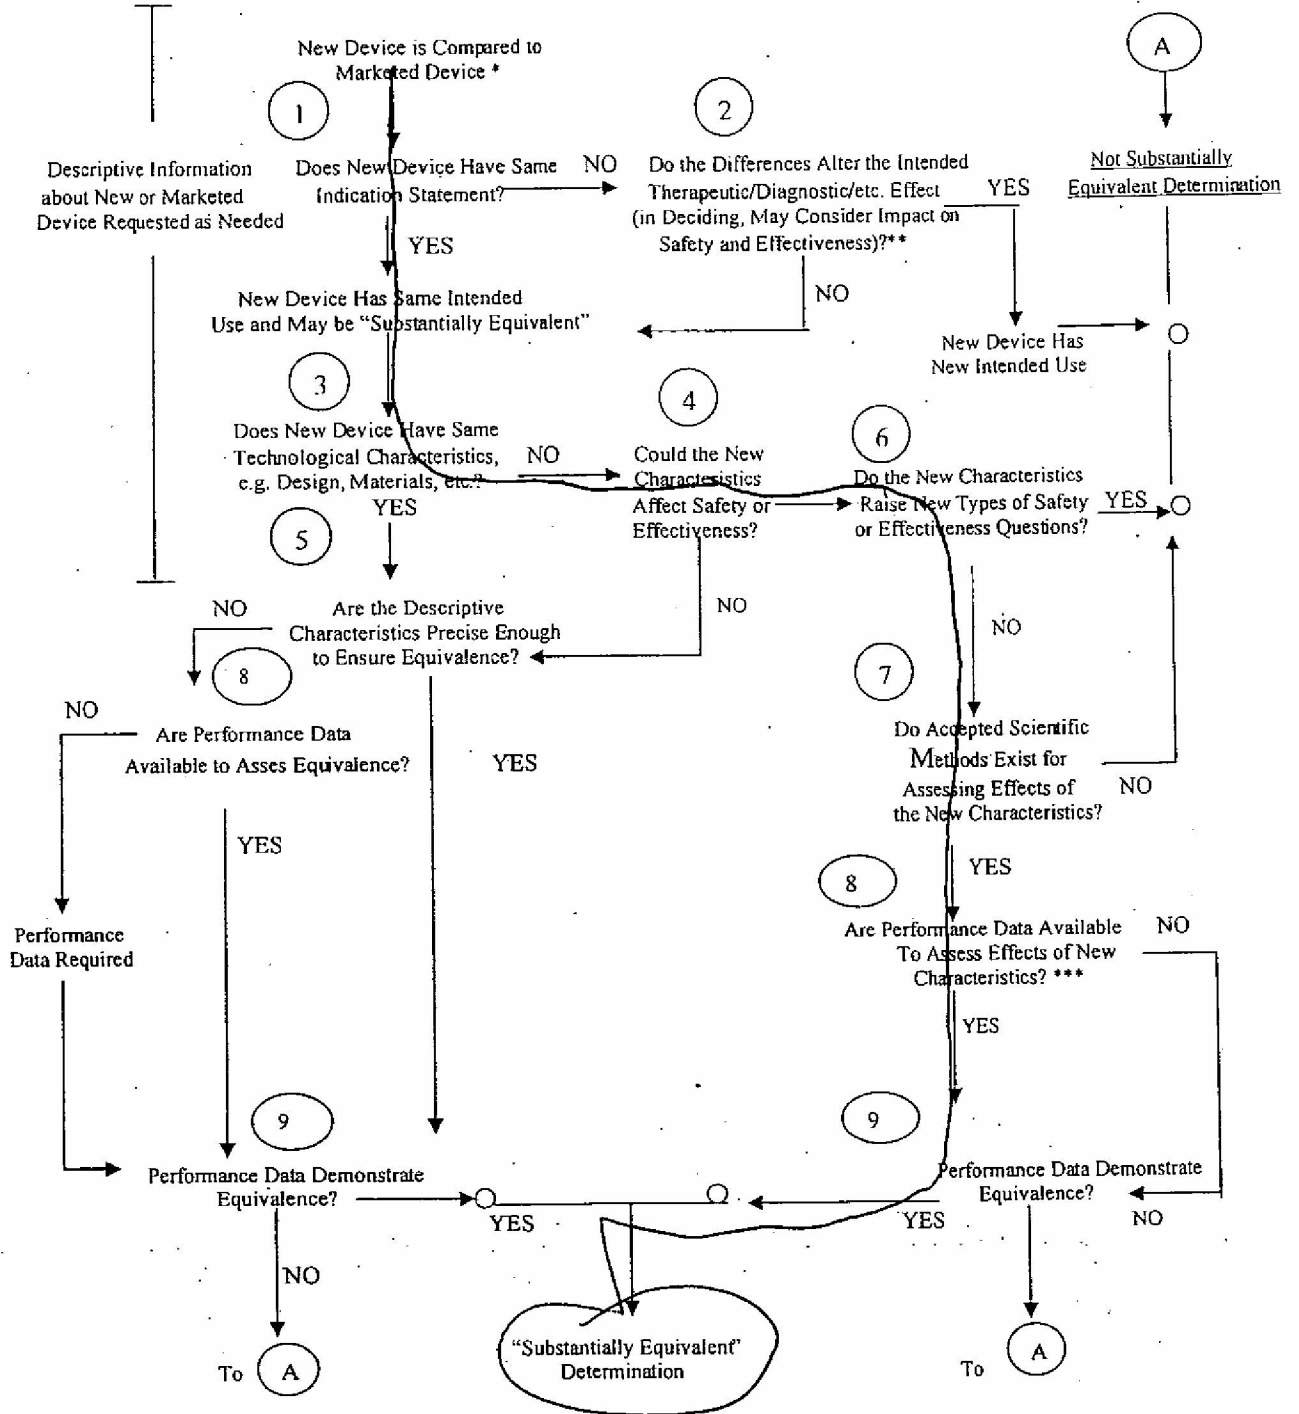 New Device is Compared to
Marketed Device *
A
1
2
Descriptive Information
about New or Marketed
Device Requested as Needed
Does New Device Have Same
Indication Statement?
NO
Do the Differences Alter the Intended
Therapeutic/Diagnostic/etc. Effect
(in Deciding, May Consider Impact on
Safety and Effectiveness)?**
YES
Not Substantially
Equivalent Determination
YES
NO
New Device Has Same Intended
Use and May be "Substantially Equivalent"
New Device Has
New Intended Use
3
4
6
Does New Device Have Same
Technological Characteristics,
e.g. Design, Materials, etc.?
NO
Could the New
Characteristics
Affect Safety or
Effectiveness?
Do the New Characteristics
Raise New Types of Safety
or Effectiveness Questions?
YES
YES
5
NO
Are the Descriptive
Characteristics Precise Enough
to Ensure Equivalence?
NO
NO
8
7
NO
Are Performance Data
Available to Asses Equivalence?
YES
Do Accepted Scientific
Methods Exist for
Assessing Effects of
the New Characteristics?
NO
YES
YES
8
Performance
Data Required
Are Performance Data Available
To Assess Effects of New
Characteristics? ***
NO
YES
9
9
Performance Data Demonstrate
Equivalence?
YES
YES
Performance Data Demonstrate
Equivalence?
NO
NO
"Substantially Equivalent"
Determination
To
A
To
A